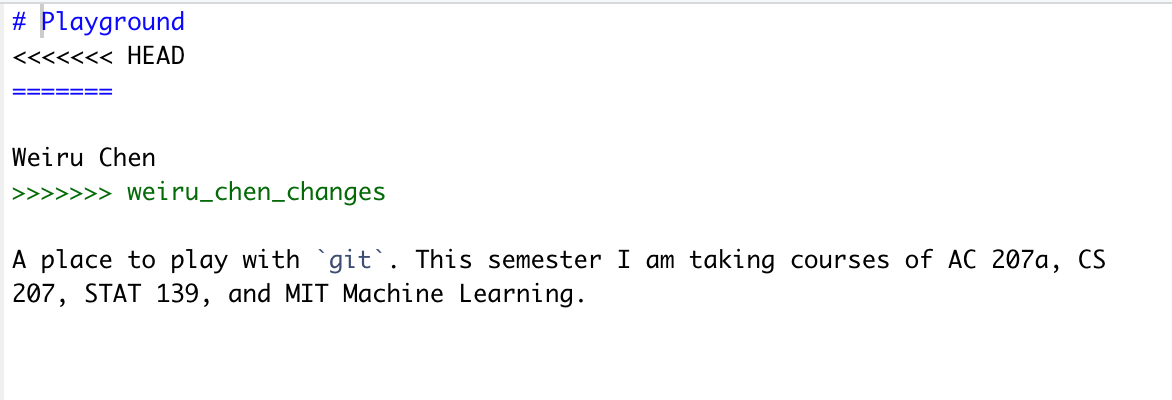 # Playground
<<<<<<< HEAD
=======
Weiru Chen
>>>>>>> weiru_chen_changes
A place to play with `git`. This semester I am taking courses of AC 207a, CS
207, STAT 139, and MIT Machine Learning.